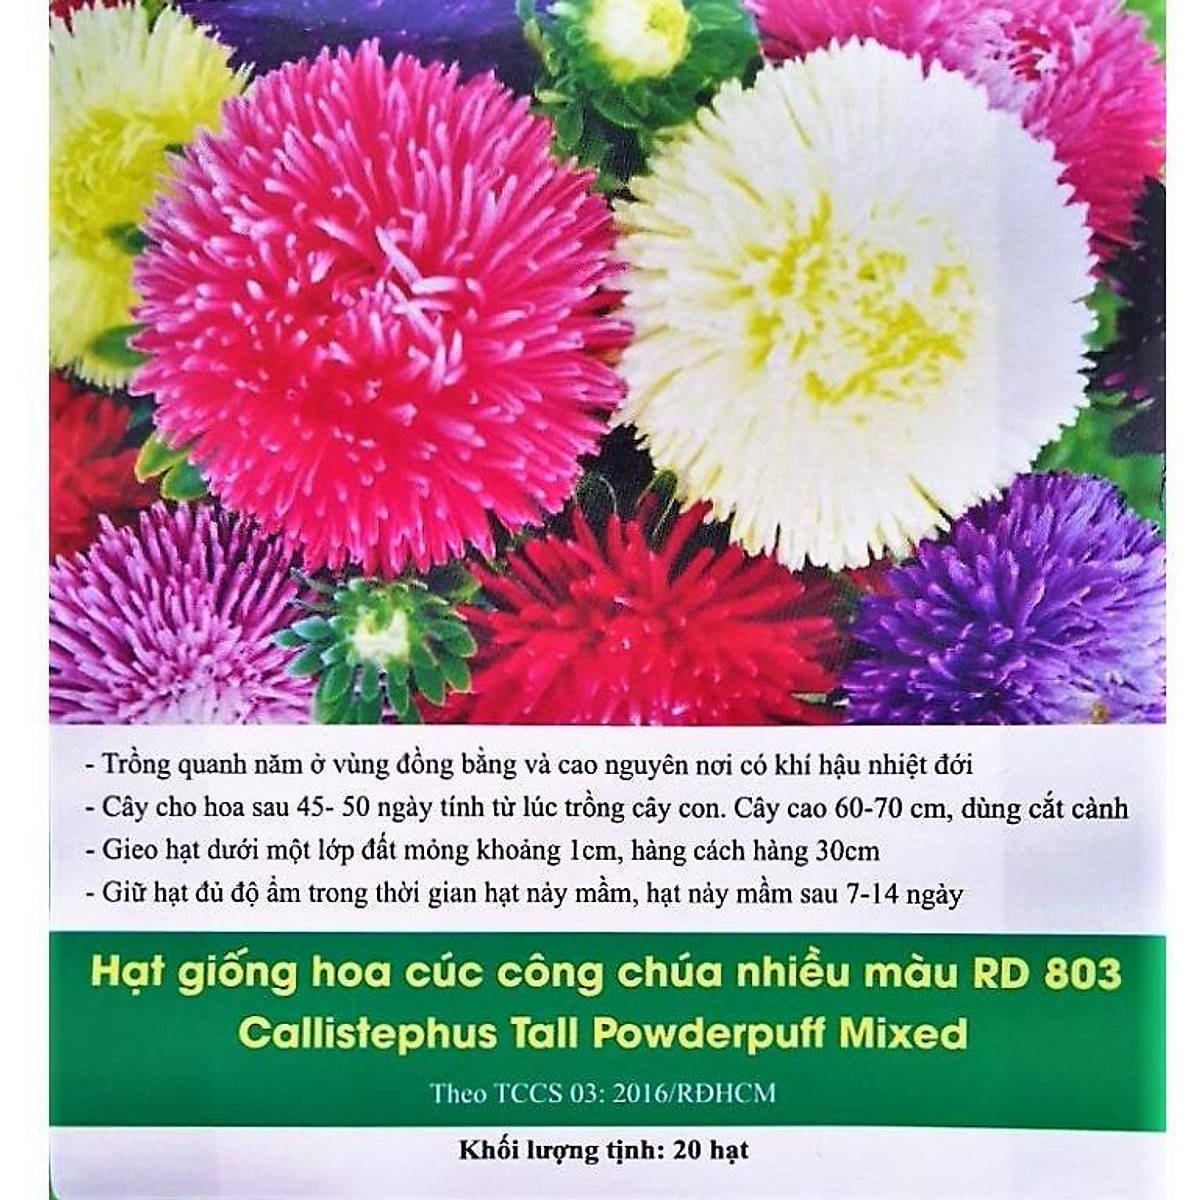 - Trồng quanh năm ở vùng đồng bằng và cao nguyên nơi có khí hậu nhiệt đới
- Cây cho hoa sau 45- 50 ngày tính từ lúc trồng cây con. Cây cao 60-70 cm, dùng cắt cành
- Gieo hạt dưới một lớp đất mỏng khoảng 1cm, hàng cách hàng 30cm
- Giữ hạt đủ độ ẩm trong thời gian hạt nảy mầm, hạt nảy mầm sau 7-14 ngày
Hạt giống hoa cúc công chúa nhiều màu RD 803
Callistephus Tall Powderpuff Mixed
Theo TCCS 03: 2016/RĐHCM
Khối lượng tịnh: 20 hạt